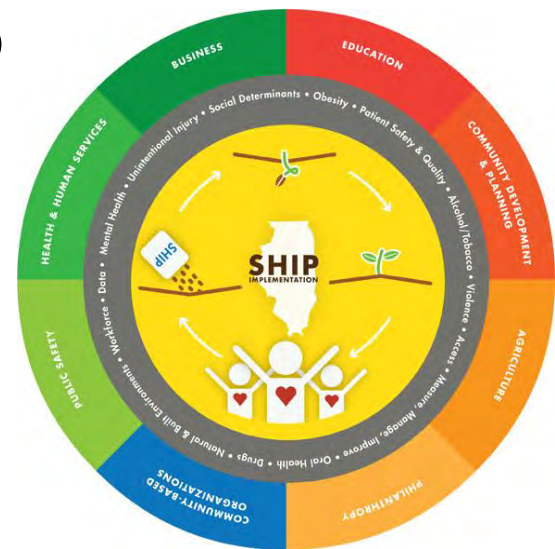 )
BUSINESS
EDUCATION
COMMUNITY DEVELOPMENT
& PLANNING
AGRICULTURE
PHILANTHROPY
COMMUNITY-BASED
ORGANIZATIONS
PUBLIC SAFETY
HEALTH & HUMAN SERVICES
Social Determinants • Obesity • Patient Safety & Quality • Alcohol/Tobacco • Violence • Access • Measure, Manage, Improve • Oral Health • Drugs • Natural & Built Environments • Workforce • Data • Mental Health • Unintentional Injury •
SHIP
SHIP
IMPLEMENTATION